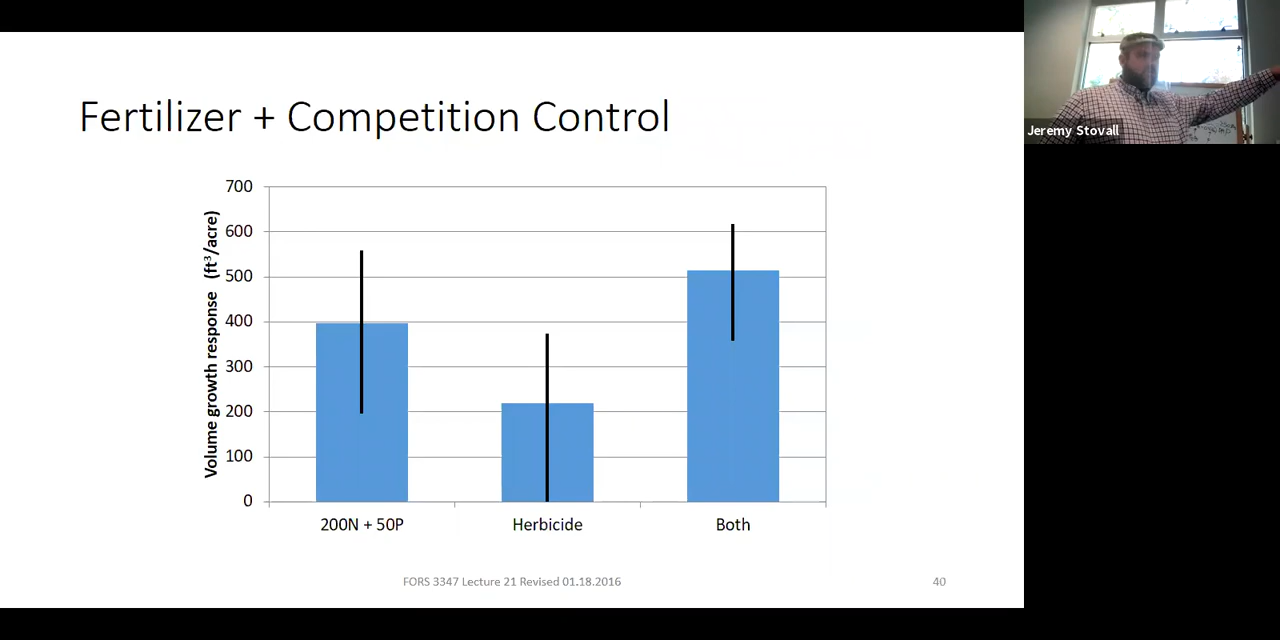 Fertilizer + Competition Control
Jeremy Stovall
Volume growth response (ft³/acre)
700
600
500
400
300
200
100
0
200N + 50P
Herbicide
Both
FORS 3347 Lecture 21 Revised 01.18.2016
40